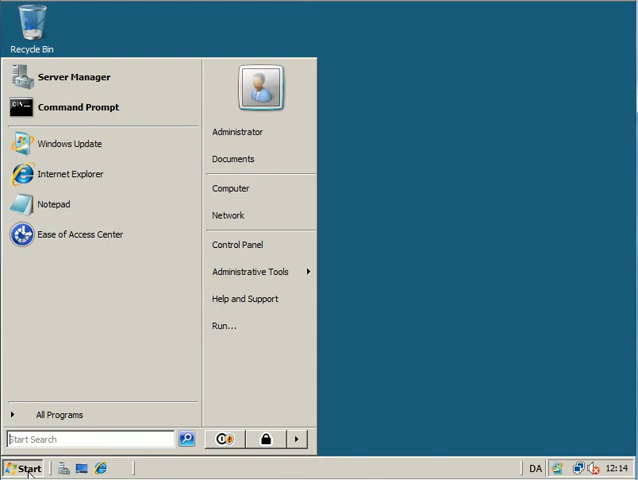 Recycle Bin
Server Manager
Command Prompt
Windows Update
Internet Explorer
Notepad
Ease of Access Center
All Programs
Start Search
Administrator
Documents
Computer
Network
Control Panel
Administrative Tools
Help and Support
Run...
Start
DA
12:14